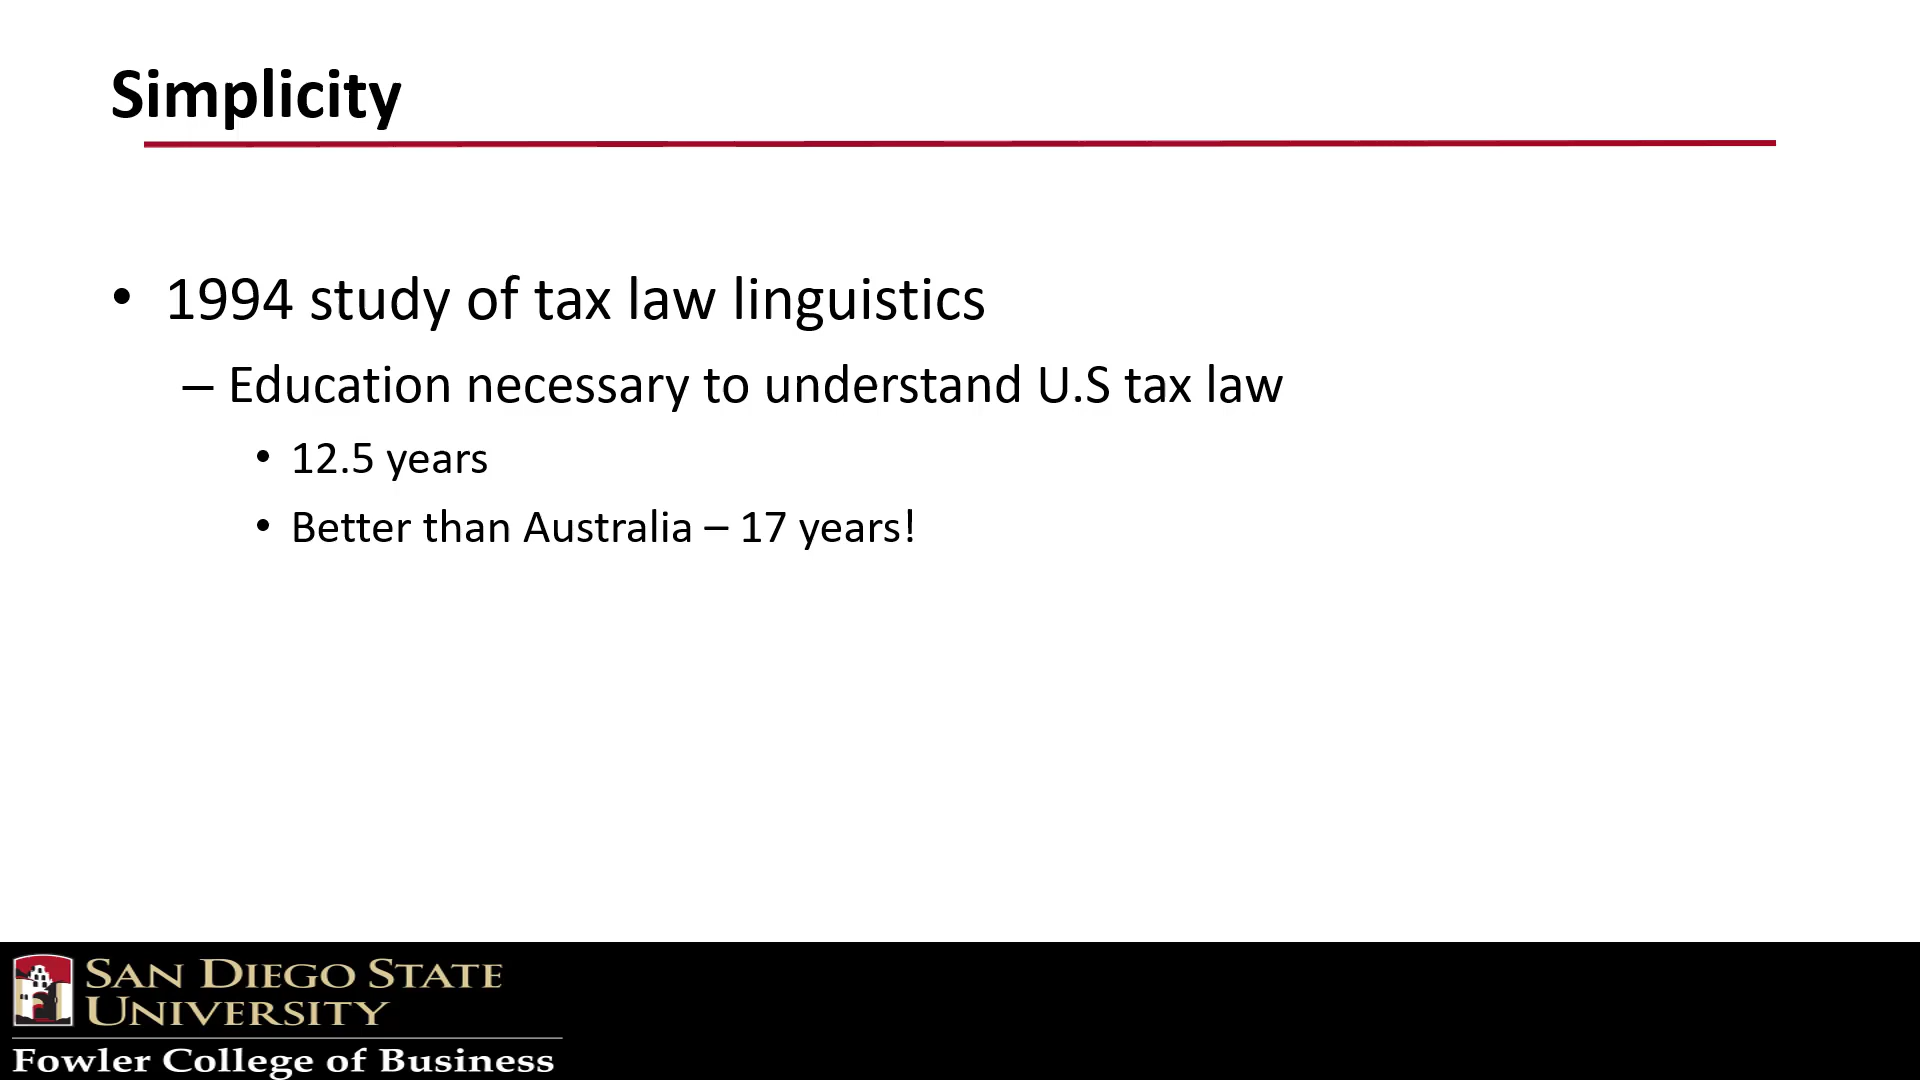 Simplicity
• 1994 study of tax law linguistics
– Education necessary to understand U.S tax law
• 12.5 years
• Better than Australia – 17 years!
SAN DIEGO STATE
UNIVERSITY
Fowler College of Business